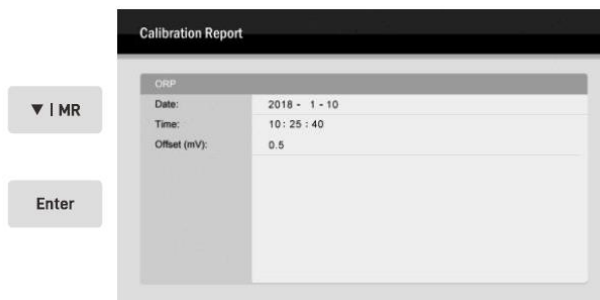 Calibration Report
ORP
▼ | MR
Date: 2018 - 1 - 10
Time: 10 : 25 : 40
Offset (mV): 0.5
Enter